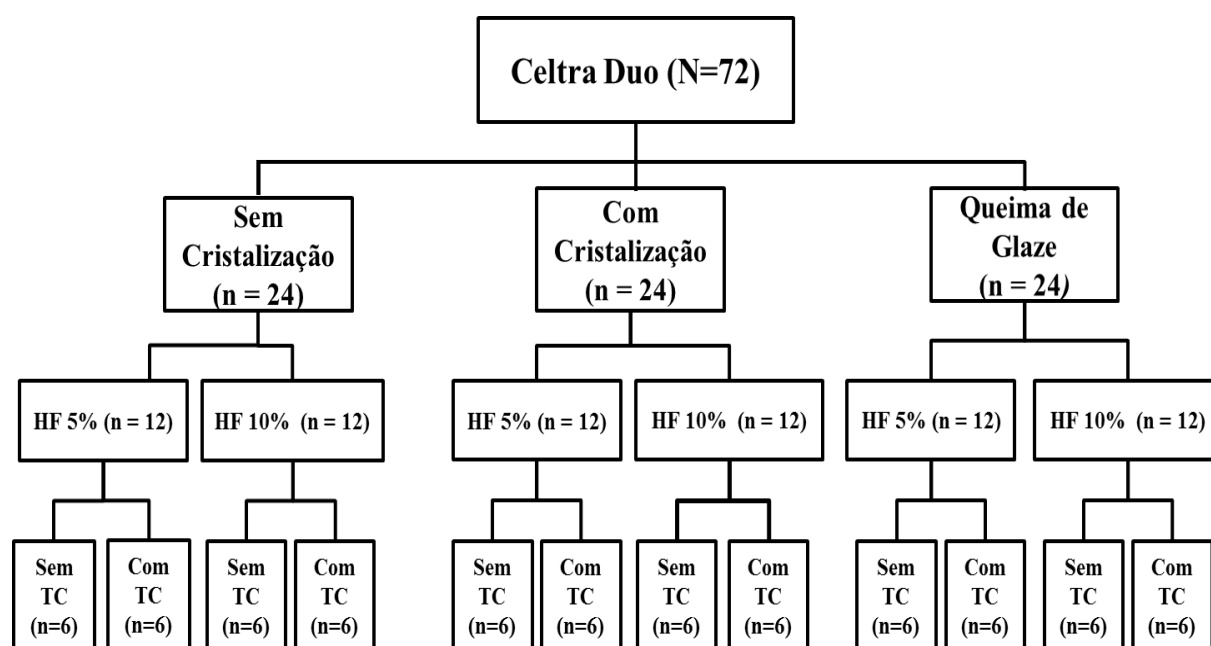 Celtra Duo (N=72)
Sem
Cristalização
(n = 24)
Com
Cristalização
(n = 24)
Queima de
Glaze
(n = 24)
HF 5% (n = 12)
HF 10% (n = 12)
HF 5% (n = 12)
HF 10% (n = 12)
HF 5% (n = 12)
HF 10% (n = 12)
Sem
TC
(n=6)
Com
TC
(n=6)
Sem
TC
(n=6)
Com
TC
(n=6)
Sem
TC
(n=6)
Com
TC
(n=6)
Sem
TC
(n=6)
Com
TC
(n=6)
Sem
TC
(n=6)
Com
TC
(n=6)
Sem
TC
(n=6)
Com
TC
(n=6)